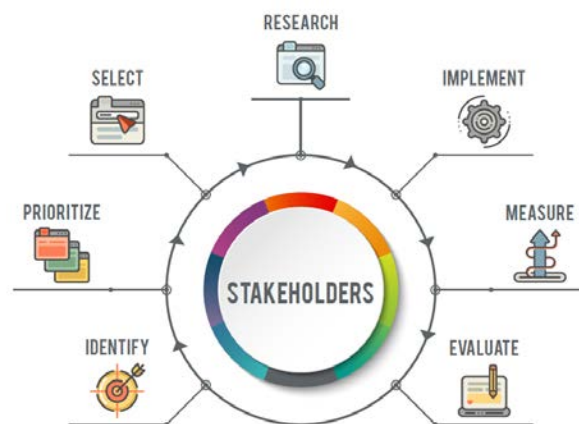 RESEARCH
SELECT
IMPLEMENT
PRIORITIZE
MEASURE
STAKEHOLDERS
IDENTIFY
EVALUATE